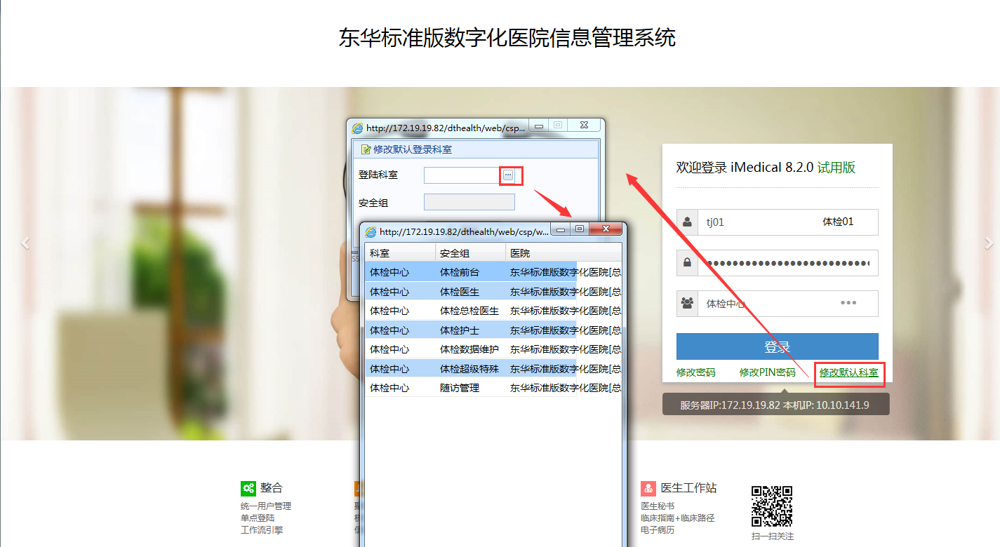 东华标准版数字化医院信息管理系统
http://172.19.19.82/dthealth/web/csp...
修改默认登录科室
登陆科室
安全组
http://172.19.19.82/dthealth/web/csp/w...
科室 安全组 医院
体检中心 体检前台 东华标准版数字化医院[总
体检中心 体检医生 东华标准版数字化医院[总
体检中心 体检总检医生 东华标准版数字化医院[总
体检中心 体检护士 东华标准版数字化医院[总
体检中心 体检数据维护 东华标准版数字化医院[总
体检中心 体检超级特殊 东华标准版数字化医院[总
体检中心 随访管理 东华标准版数字化医院[总
欢迎登录 iMedical 8.2.0 试用版
tj01 体检01
体检中心
登录
修改密码 修改PIN密码 修改默认科室
服务器IP:172.19.19.82 本机IP: 10.10.141.9
整合
统一用户管理
单点登陆
工作流引擎
医生工作站
医生秘书
临床指南+临床路径
电子病历
扫一扫关注